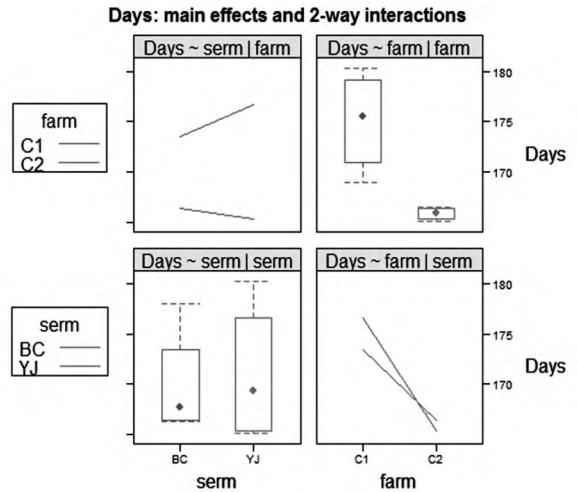 Days: main effects and 2-way interactions
Days ~ serm | farm
Days ~ farm | farm
farm
C1
C2
180
175
170
Days
Days ~ serm | serm
Days ~ farm | serm
serm
BC
YJ
180
175
170
Days
BC YJ
C1 C2
serm
farm